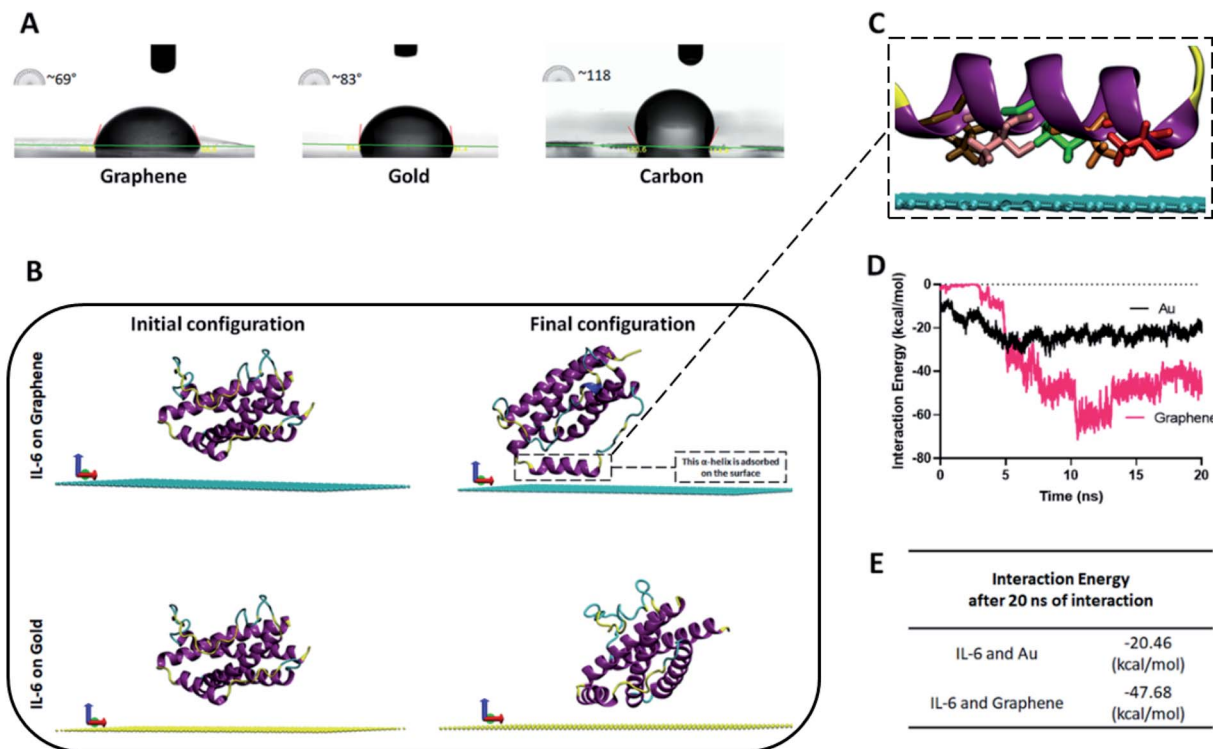 A
~69°
~83°
~118
Graphene
Gold
Carbon
B
Initial configuration
Final configuration
IL-6 on Graphene
This α-helix is adsorbed
on the surface
IL-6 on Gold
C
D
Interaction Energy (kcal/mol)
0
-20
-40
-60
-80
Au
Graphene
0
5
10
15
20
Time (ns)
E
Interaction Energy
after 20 ns of interaction
IL-6 and Au
-20.46
(kcal/mol)
IL-6 and Graphene
-47.68
(kcal/mol)